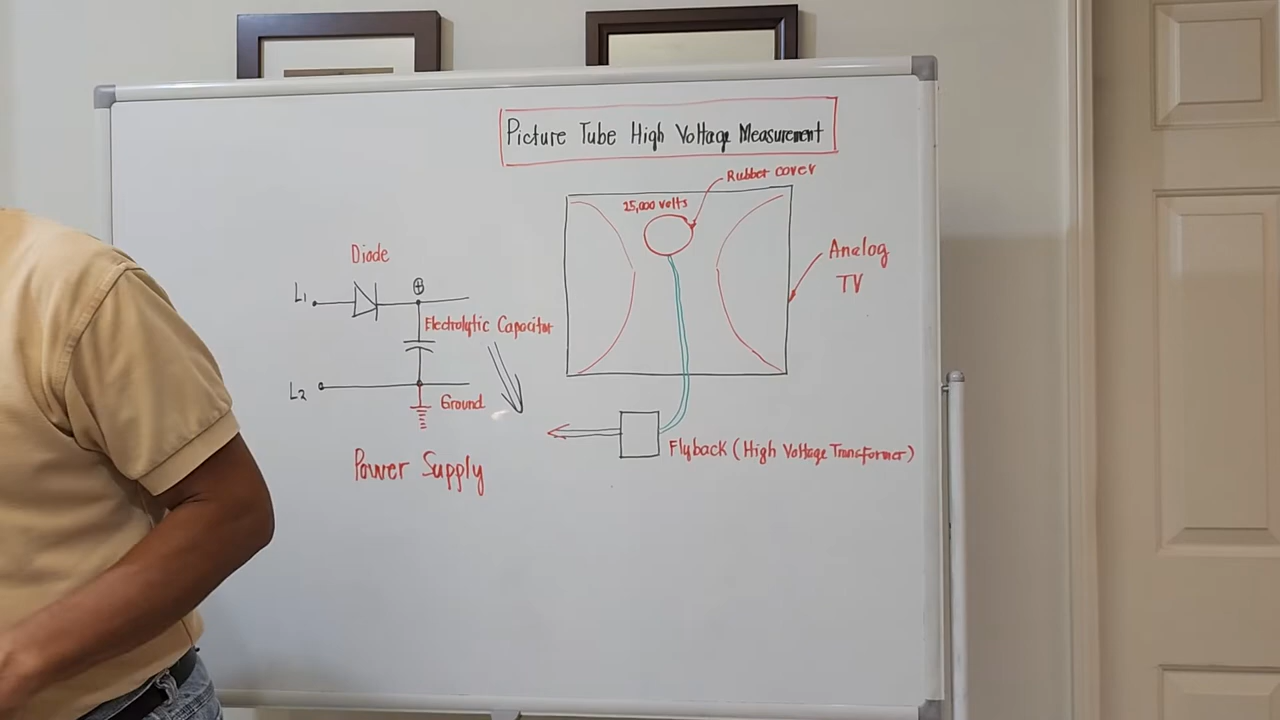 Picture Tube High Voltage Measurement
Rubber cover
25,000 volts
Analog
TV
Diode
L1
+
Electrolytic Capacitor
L2
Ground
Power Supply
Flyback (High Voltage Transformer)